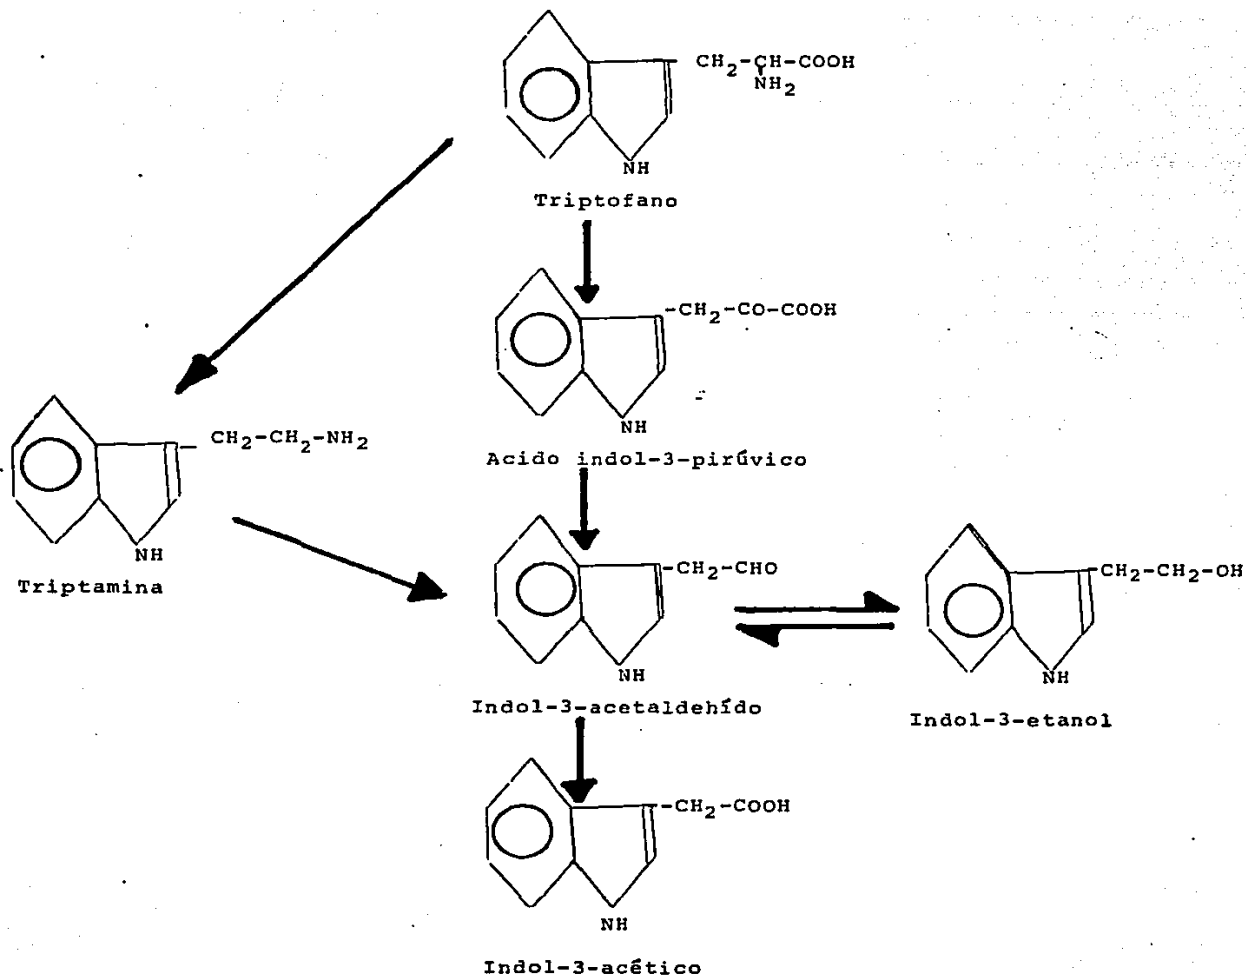 CH2-CH-COOH
NH2
NH
Triptofano
-CH2-CO-COOH
NH
Acido indol-3-pirúvico
CH2-CH2-NH2
NH
Triptamina
-CH2-CHO
NH
Indol-3-acetaldehído
-CH2-CH2-OH
NH
Indol-3-etanol
-CH2-COOH
NH
Indol-3-acético